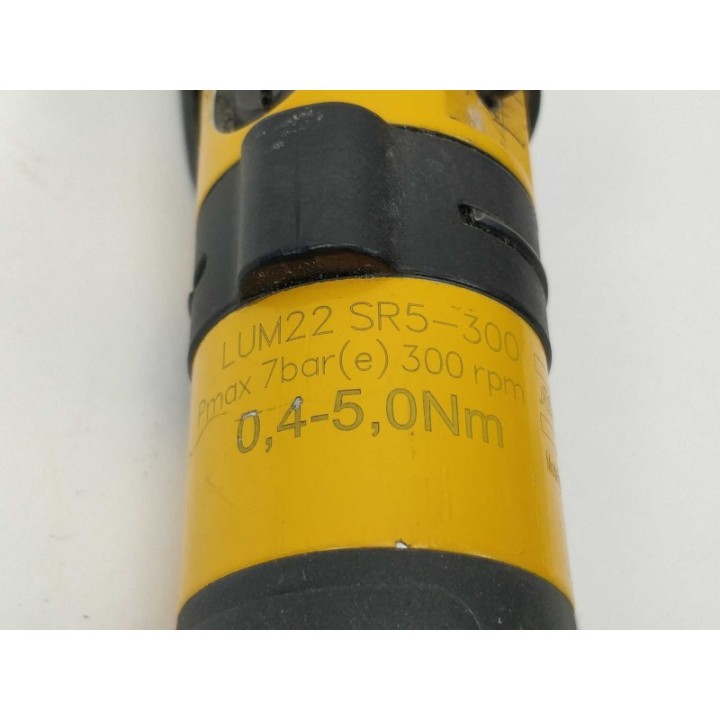 LUM22 SR5-300
Pmax 7bar(e) 300 rpm
0,4-5,0Nm